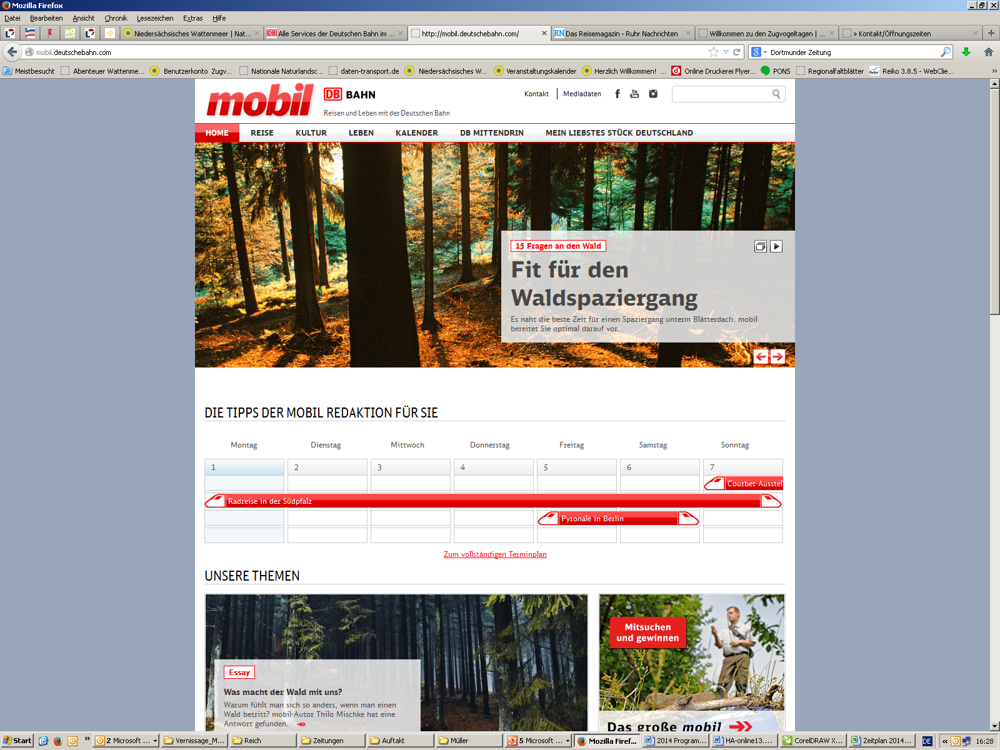 Mozilla Firefox
Datei Bearbeiten Ansicht Chronik Lesezeichen Extras Hilfe
Niedersächsisches Wattenmeer | Nat...
Alle Services der Deutschen Bahn im ...
http://mobil.deutschebahn.com/
RN Das Reisemagazin - Ruhr Nachrichten
Willkommen zu den Zugvogeltagen | ...
» Kontakt/Öffnungszeiten
mobil.deutschebahn.com
Dortmunder Zeitung
Meistbesucht Abenteuer Wattenme... Benutzerkonto Zugv... Nationale Naturlandsc... daten-transport.de Niedersächsisches W... Veranstaltungskalender Herzlich Willkommen! ... Online Druckerei Flyer... PONS Regionalfaltblätter Reiko 3.8.5 - WebClie... »
mobil
DB BAHN
Reisen und Leben mit der Deutschen Bahn
Kontakt Mediadaten
HOME REISE KULTUR LEBEN KALENDER DB MITTENDRIN MEIN LIEBSTES STÜCK DEUTSCHLAND
15 Fragen an den Wald
Fit für den
Waldspaziergang
Es naht die beste Zeit für einen Spaziergang unterm Blätterdach. mobil
bereitet Sie optimal darauf vor.
DIE TIPPS DER MOBIL REDAKTION FÜR SIE
Montag Dienstag Mittwoch Donnerstag Freitag Samstag Sonntag
1 2 3 4 5 6 7
Courbet-Ausstel
Radreise in der Südpfalz
Pyronale in Berlin
Zum vollständigen Terminplan
UNSERE THEMEN
Essay
Was macht der Wald mit uns?
Warum fühlt man sich so anders, wenn man einen
Wald betritt? mobil-Autor Thilo Mischke hat eine
Antwort gefunden.
Mitsuchen
und gewinnen
Das große mobil
Start » 2 Microsoft ... Vernissage_M... Reich Zeitungen Auftakt Müller 5 Microsoft ... Mozilla Firef... 2014 Program... HA-online13.... CorelDRAW X... Zeitplan 2014... DE « 16:28